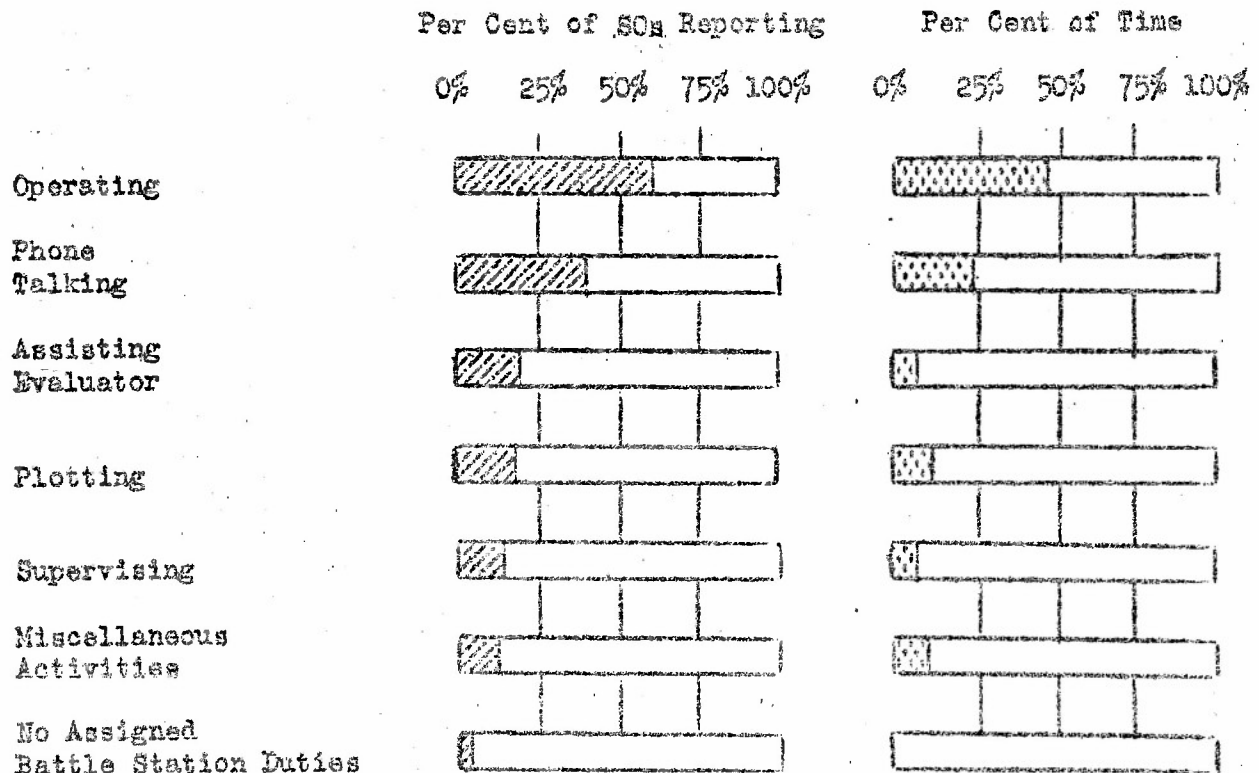 Per Cent of SOs Reporting Per Cent of Time
0% 25% 50% 75% 100% 0% 25% 50% 75% 100%
Operating
Phone
Talking
Assisting
Evaluator
Plotting
Supervising
Miscellaneous
Activities
No Assigned
Battle Station Duties